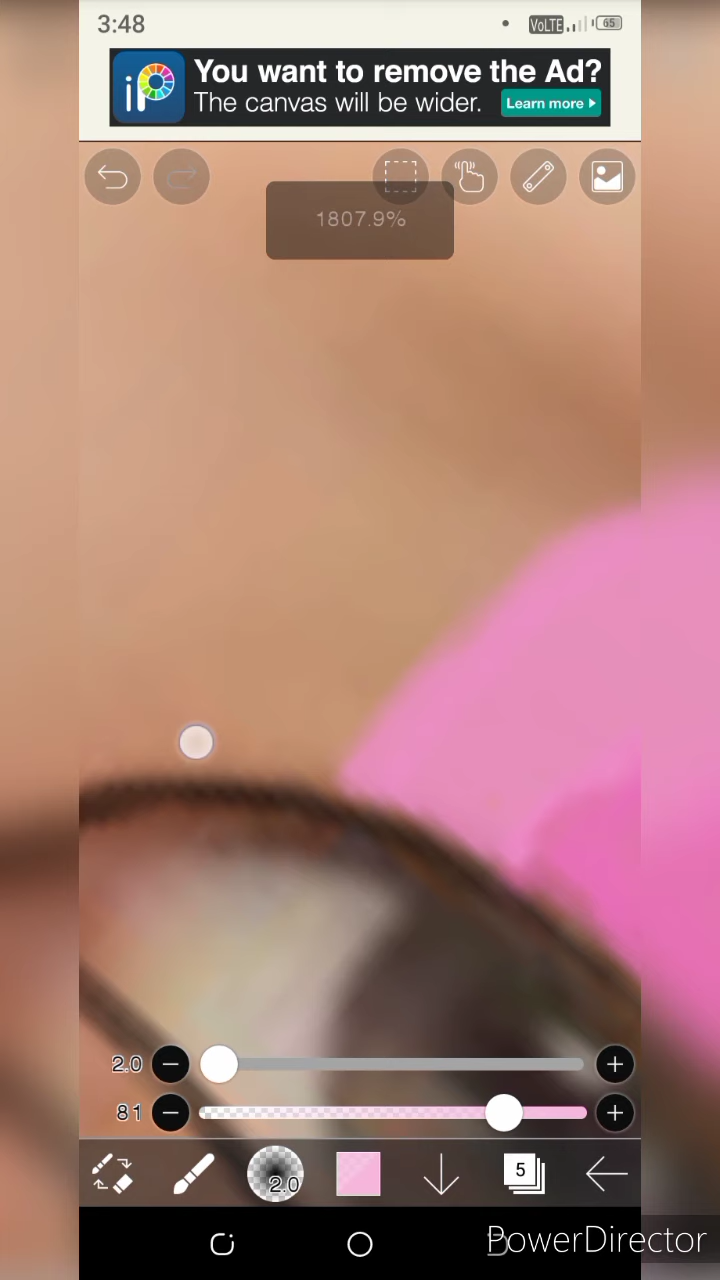 3:48
VoLTE
65
iP
You want to remove the Ad?
The canvas will be wider.
Learn more
1807.9%
2.0
81
2.0
5
PowerDirector